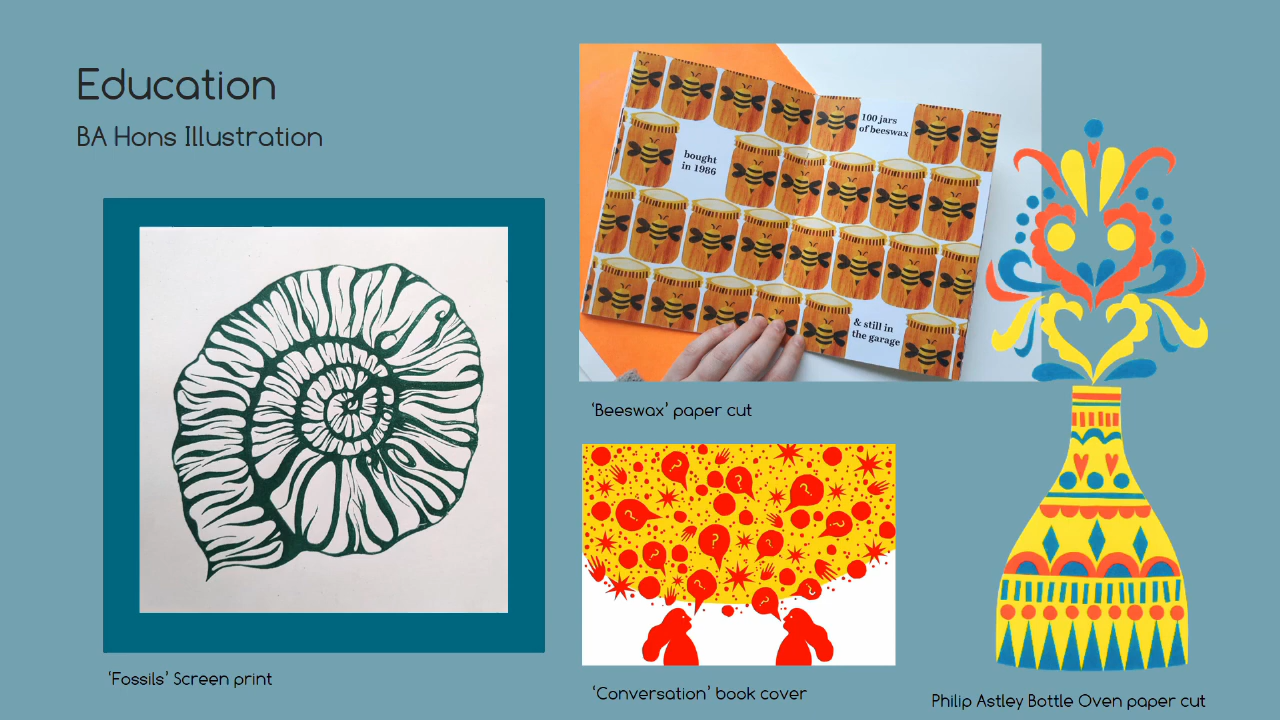 Education
BA Hons Illustration
100 jars
of beeswax
bought
in 1986
& still in
the garage
'Beeswax' paper cut
? ? ? ? ? ? ? ? ? ? ? ?
'Fossils' Screen print
'Conversation' book cover
Philip Astley Bottle Oven paper cut